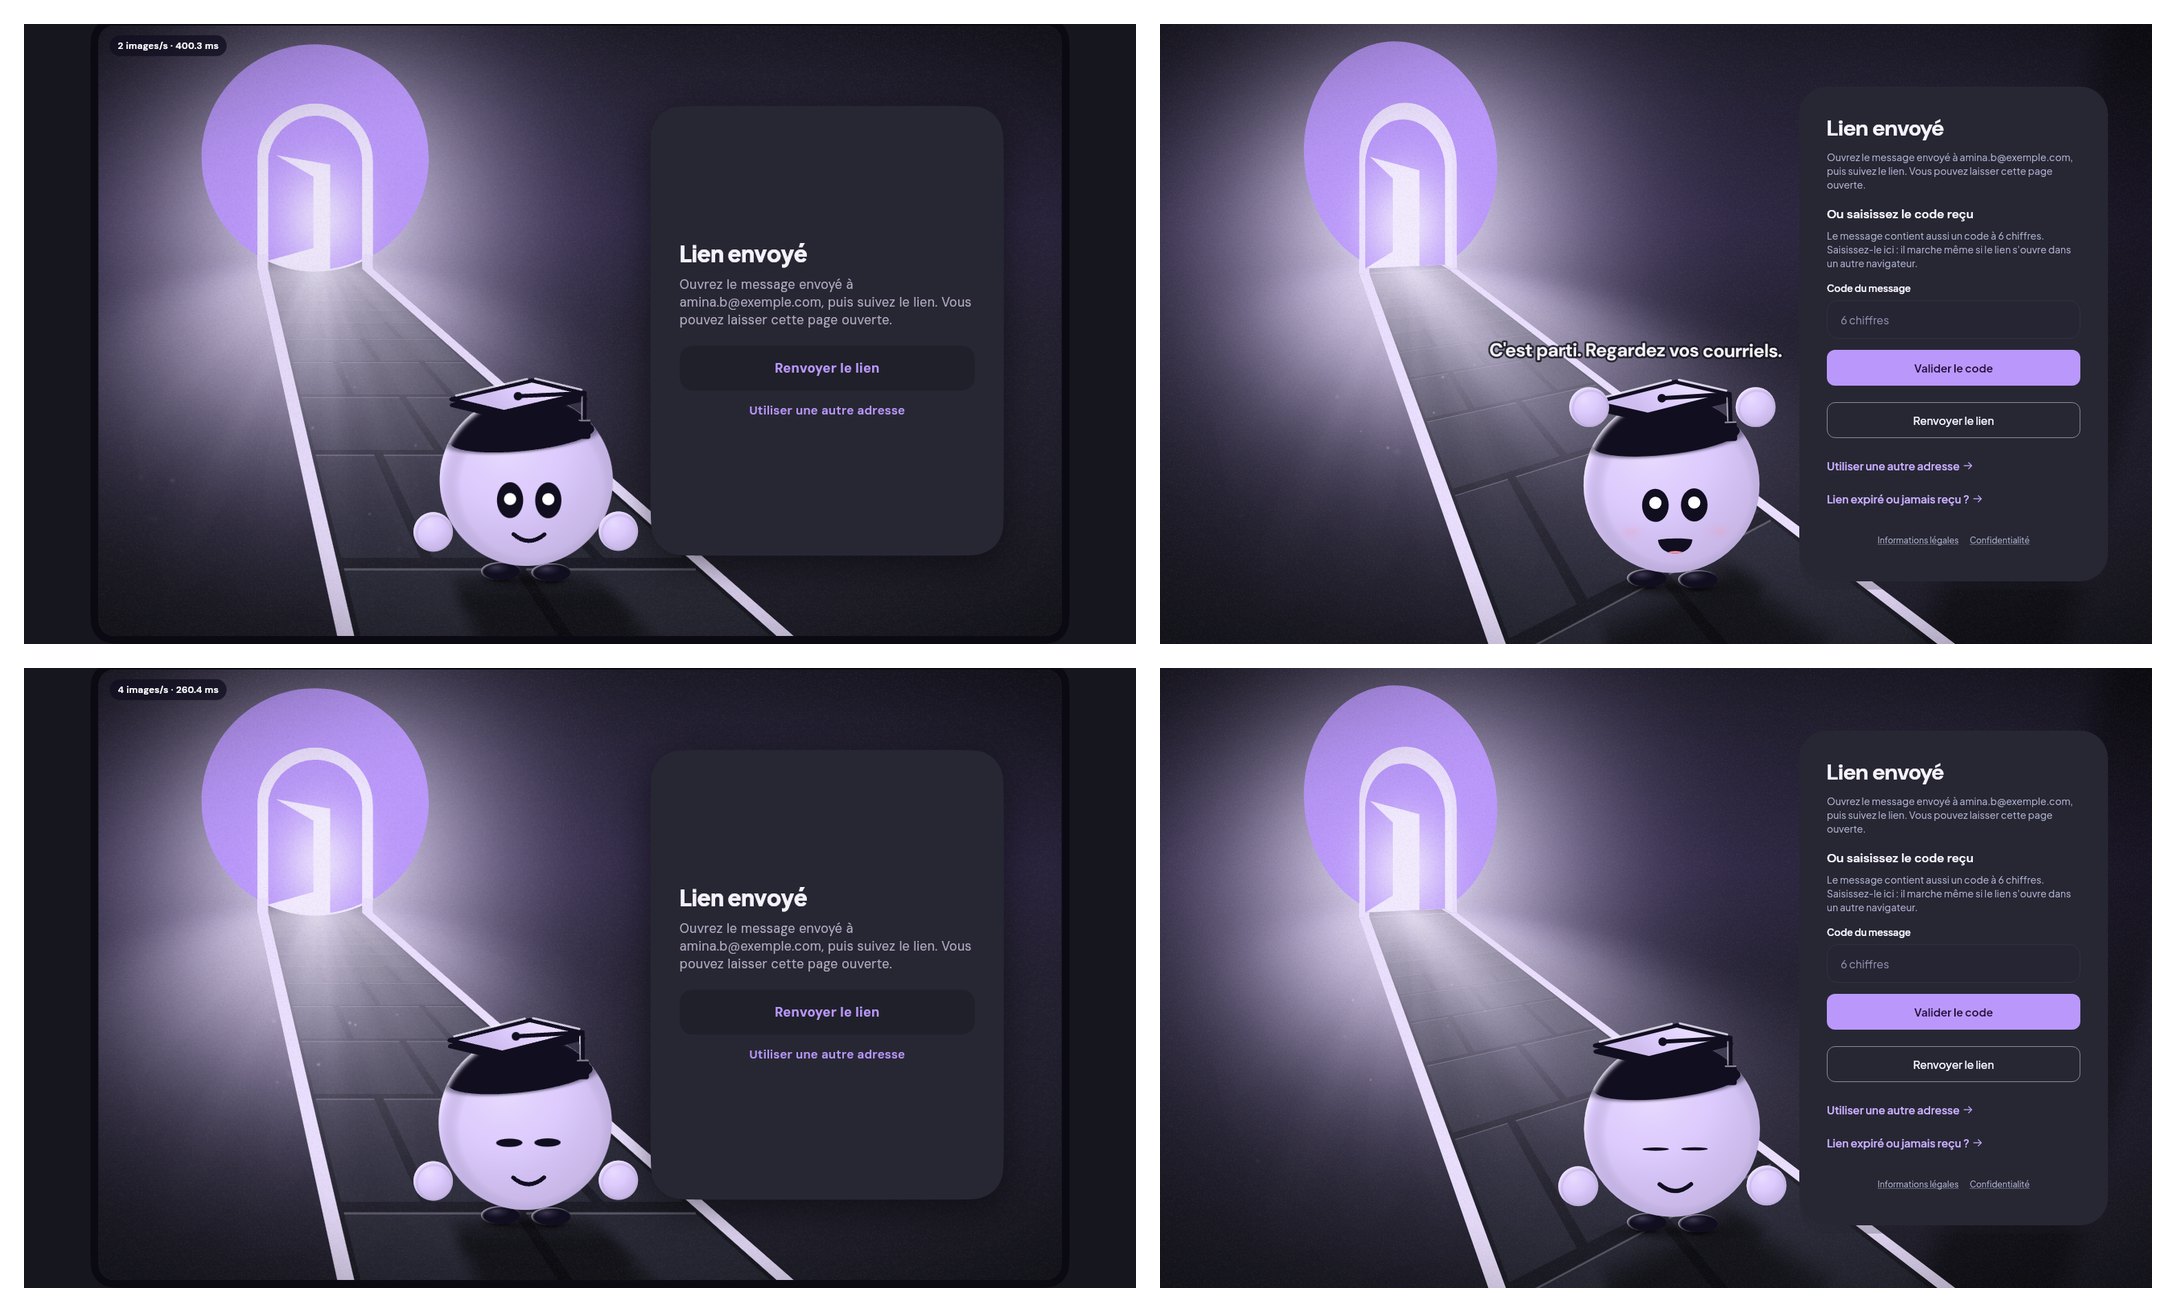 2 images/s · 400.3 ms
Lien envoyé
Ouvrez le message envoyé à
amina.b@exemple.com, puis suivez le lien. Vous
pouvez laisser cette page ouverte.
Renvoyer le lien
Utiliser une autre adresse
C'est parti. Regardez vos courriels.
Lien envoyé
Ouvrez le message envoyé à amina.b@exemple.com,
puis suivez le lien. Vous pouvez laisser cette page
ouverte.
Ou saisissez le code reçu
Le message contient aussi un code à 6 chiffres.
Saisissez-le ici : il marche même si le lien s'ouvre dans
un autre navigateur.
Code du message
6 chiffres
Valider le code
Renvoyer le lien
Utiliser une autre adresse →
Lien expiré ou jamais reçu ? →
Informations légales Confidentialité
4 images/s · 260.4 ms
Lien envoyé
Ouvrez le message envoyé à
amina.b@exemple.com, puis suivez le lien. Vous
pouvez laisser cette page ouverte.
Renvoyer le lien
Utiliser une autre adresse
Lien envoyé
Ouvrez le message envoyé à amina.b@exemple.com,
puis suivez le lien. Vous pouvez laisser cette page
ouverte.
Ou saisissez le code reçu
Le message contient aussi un code à 6 chiffres.
Saisissez-le ici : il marche même si le lien s'ouvre dans
un autre navigateur.
Code du message
6 chiffres
Valider le code
Renvoyer le lien
Utiliser une autre adresse →
Lien expiré ou jamais reçu ? →
Informations légales Confidentialité